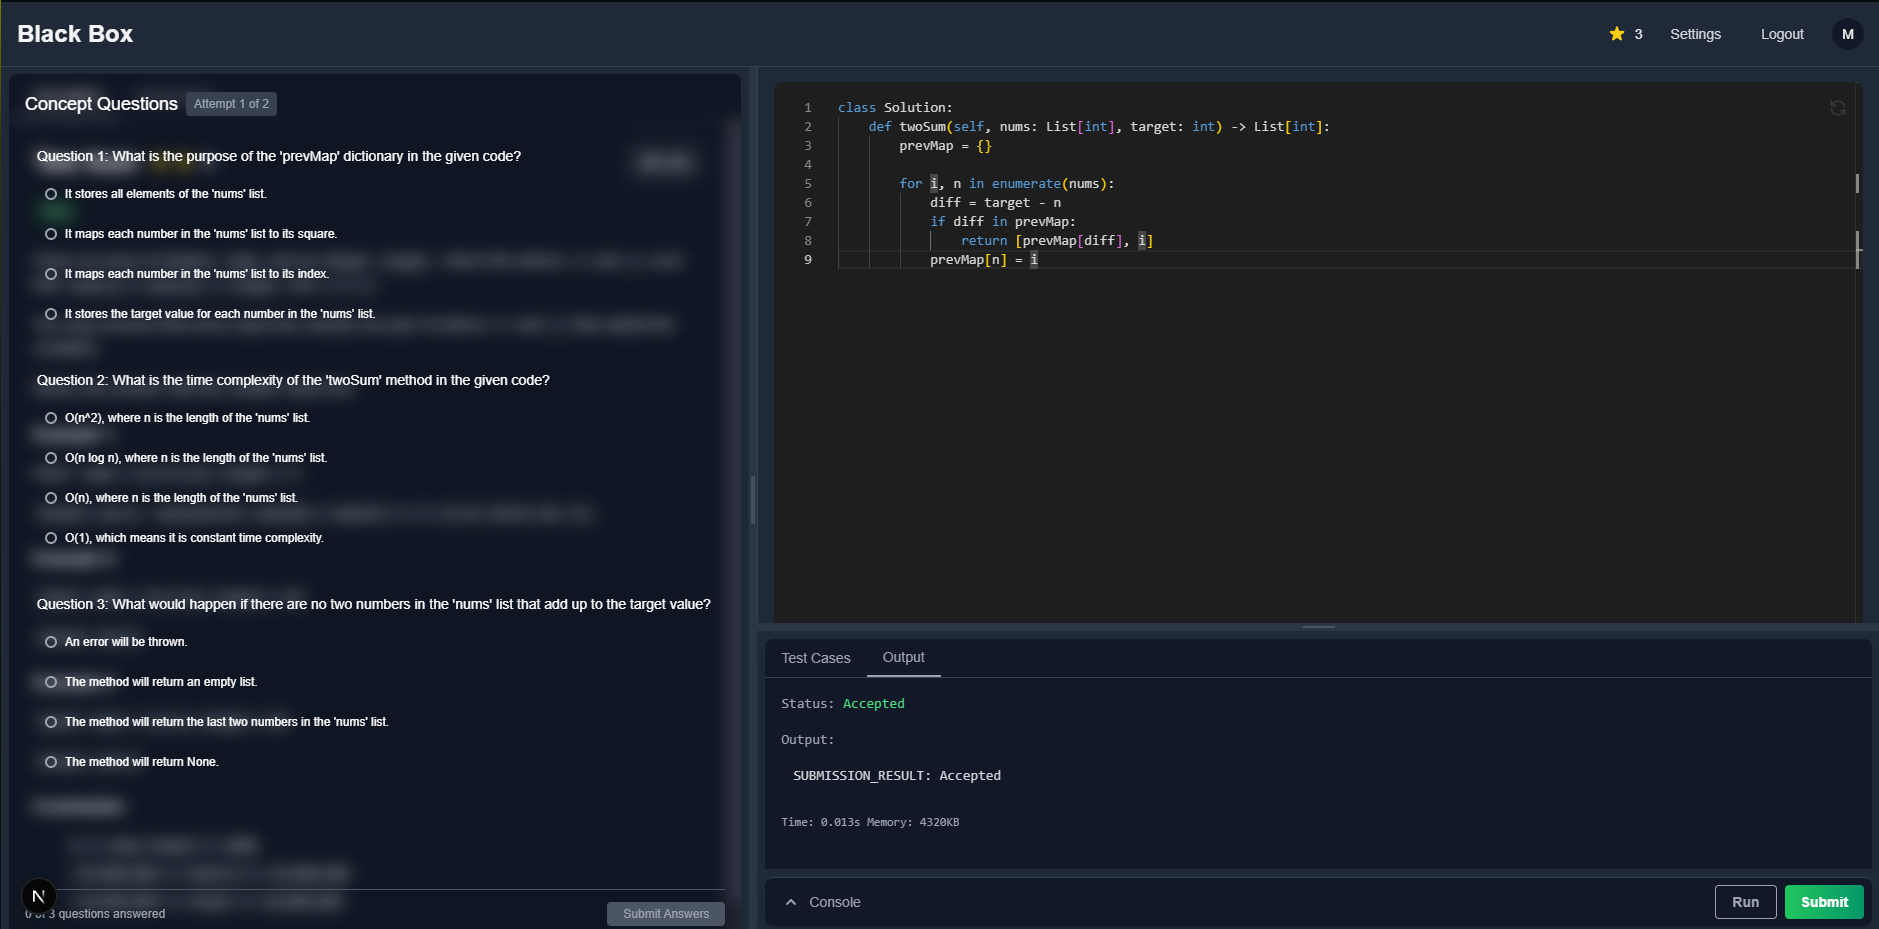 Black Box
3
Settings
Logout
M
Concept Questions
Attempt 1 of 2
Question 1: What is the purpose of the 'prevMap' dictionary in the given code?
It stores all elements of the 'nums' list.
It maps each number in the 'nums' list to its square.
It maps each number in the 'nums' list to its index.
It stores the target value for each number in the 'nums' list.
Question 2: What is the time complexity of the 'twoSum' method in the given code?
O(n^2), where n is the length of the 'nums' list.
O(n log n), where n is the length of the 'nums' list.
O(n), where n is the length of the 'nums' list.
O(1), which means it is constant time complexity.
Question 3: What would happen if there are no two numbers in the 'nums' list that add up to the target value?
An error will be thrown.
The method will return an empty list.
The method will return the last two numbers in the 'nums' list.
The method will return None.
N
0 of 3 questions answered
Submit Answers
1 class Solution:
2 def twoSum(self, nums: List[int], target: int) -> List[int]:
3 prevMap = {}
4
5 for i, n in enumerate(nums):
6 diff = target - n
7 if diff in prevMap:
8 return [prevMap[diff], i]
9 prevMap[n] = i
Test Cases
Output
Status: Accepted
Output:
SUBMISSION_RESULT: Accepted
Time: 0.013s Memory: 4320KB
Console
Run
Submit